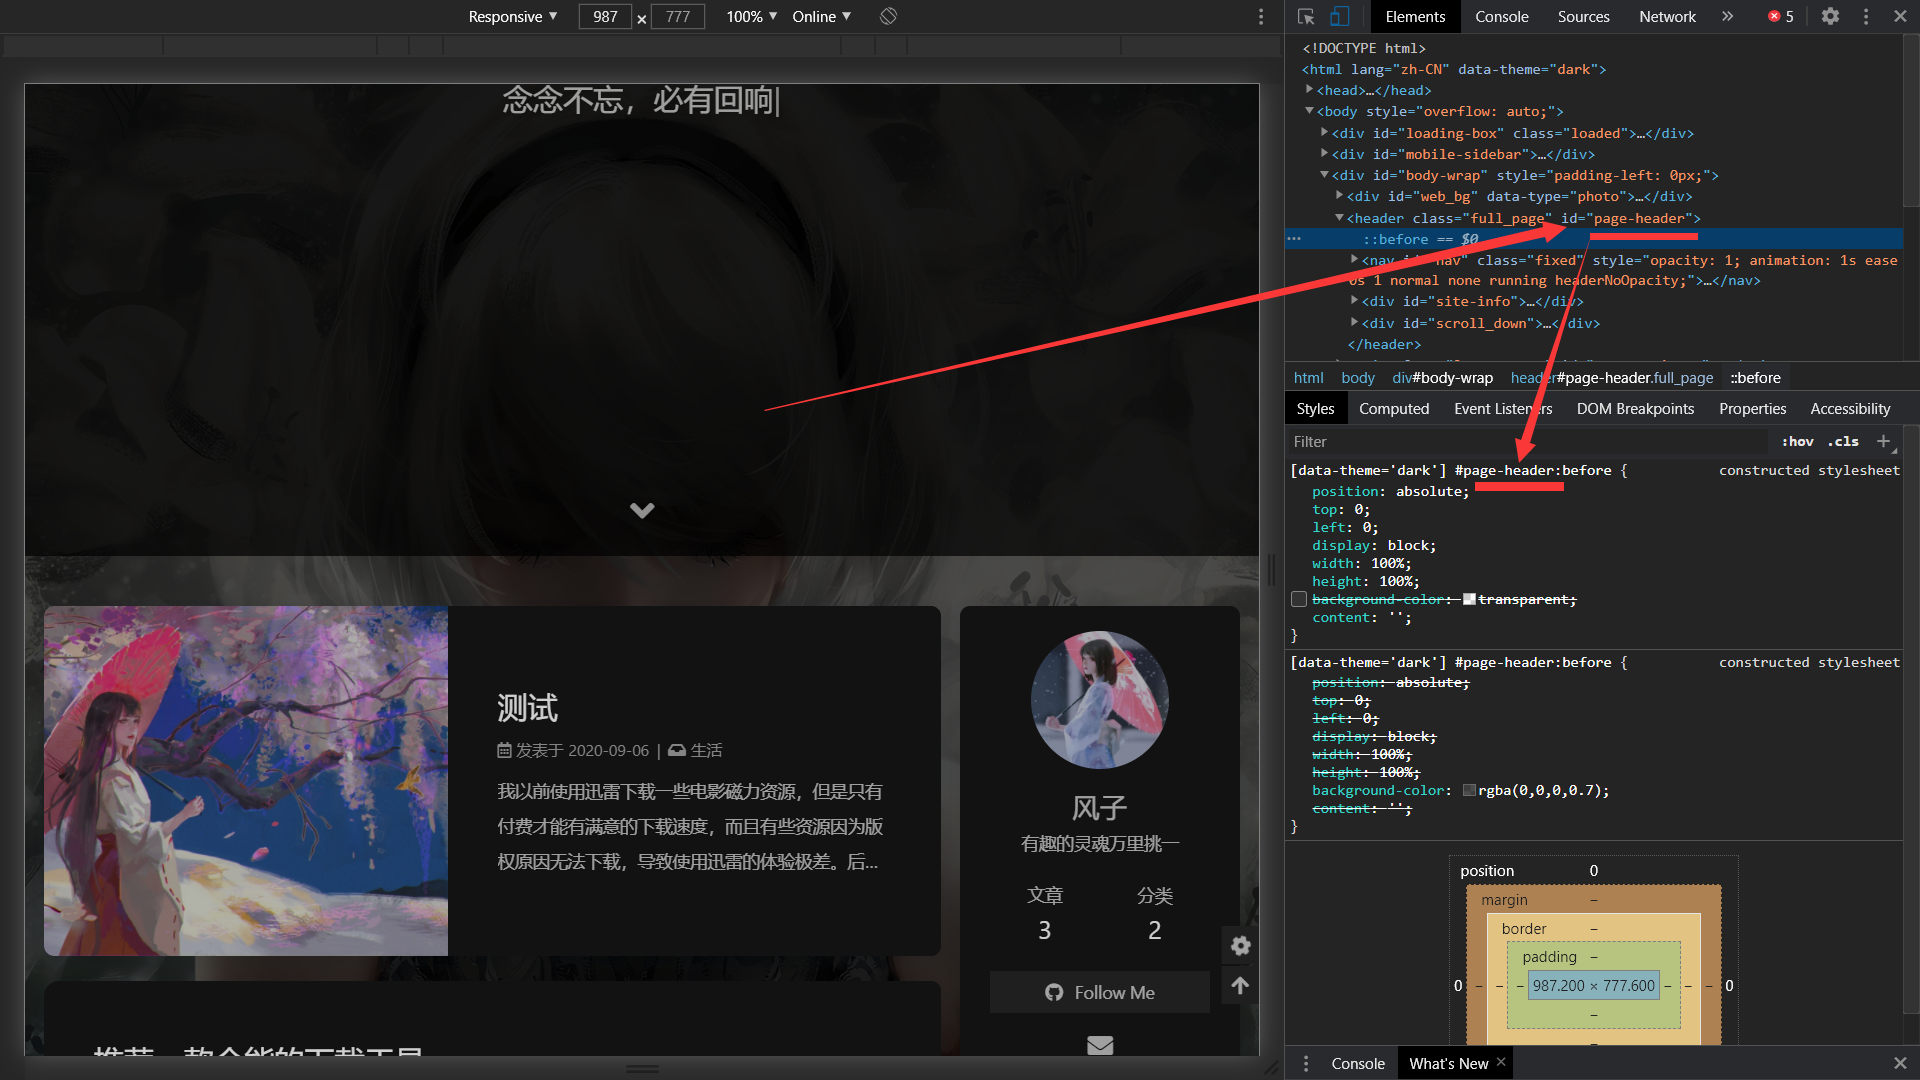 Responsive ▼ 987 × 777 100% ▼ Online ▼
Elements Console Sources Network » 5
念念不忘，必有回响|
测试
发表于 2020-09-06 | 生活
我以前使用迅雷下载一些电影磁力资源，但是只有
付费才能有满意的下载速度，而且有些资源因为版
权原因无法下载，导致使用迅雷的体验极差。后...
风子
有趣的灵魂万里挑一
文章 分类
3 2
Follow Me
<!DOCTYPE html>
<html lang="zh-CN" data-theme="dark">
<head>…</head>
<body style="overflow: auto;">
<div id="loading-box" class="loaded">…</div>
<div id="mobile-sidebar">…</div>
<div id="body-wrap" style="padding-left: 0px;">
<div id="web_bg" data-type="photo">…</div>
<header class="full_page" id="page-header">
::before == $0
<nav id="nav" class="fixed" style="opacity: 1; animation: 1s ease
0s 1 normal none running headerNoOpacity;">…</nav>
<div id="site-info">…</div>
<div id="scroll_down">…</div>
</header>
html body div#body-wrap header#page-header.full_page ::before
Styles Computed Event Listeners DOM Breakpoints Properties Accessibility
Filter :hov .cls +
[data-theme='dark'] #page-header:before { constructed stylesheet
position: absolute;
top: 0;
left: 0;
display: block;
width: 100%;
height: 100%;
background-color: transparent;
content: '';
}
[data-theme='dark'] #page-header:before { constructed stylesheet
position: absolute;
top: 0;
left: 0;
display: block;
width: 100%;
height: 100%;
background-color: rgba(0,0,0,0.7);
content: '';
}
position 0
margin –
border –
padding –
0 – – – 987.200 × 777.600 – – – 0
–
Console What's New ×